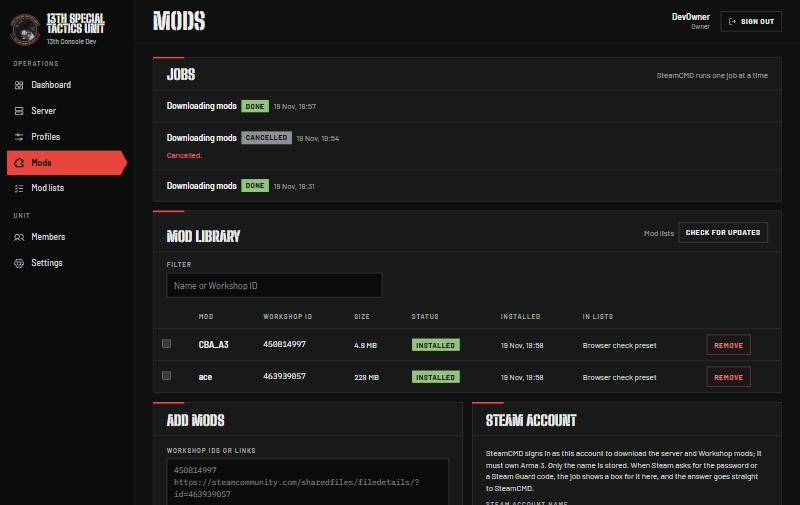 13TH SPECIAL
TACTICS UNIT
13th Console Dev
OPERATIONS
Dashboard
Server
Profiles
Mods
Mod lists
UNIT
Members
Settings
MODS
DevOwner
Owner
SIGN OUT
JOBS
SteamCMD runs one job at a time
Downloading mods DONE 19 Nov, 18:57
Downloading mods CANCELLED 19 Nov, 18:54
Cancelled.
Downloading mods DONE 19 Nov, 18:31
MOD LIBRARY
Mod lists CHECK FOR UPDATES
FILTER
Name or Workshop ID
MOD WORKSHOP ID SIZE STATUS INSTALLED IN LISTS
CBA_A3 450814997 4.8 MB INSTALLED 19 Nov, 18:58 Browser check preset REMOVE
ace 463939057 228 MB INSTALLED 19 Nov, 18:58 Browser check preset REMOVE
ADD MODS
WORKSHOP IDS OR LINKS
450814997
https://steamcommunity.com/sharedfiles/filedetails/?
id=463939057
STEAM ACCOUNT
SteamCMD signs in as this account to download the server and Workshop mods; it
must own Arma 3. Only the name is stored. When Steam asks for the password or
a Steam Guard code, the job shows a box for it here, and the answer goes straight
to SteamCMD.
STEAM ACCOUNT NAME